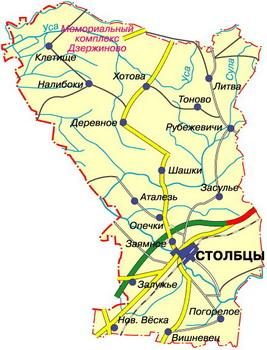 Уса
Мемориальный
комплекс
Дзержиново
Клетище
Налибоки
Хотова
Уса
Сула
Литва
Тоново
Деревное
Рубежевичи
Шашки
Засулье
Аталезь
Опечки
Заямное
СТОЛБЦЫ
Залужье
Нов. Вёска
Погорелое
Вишневец